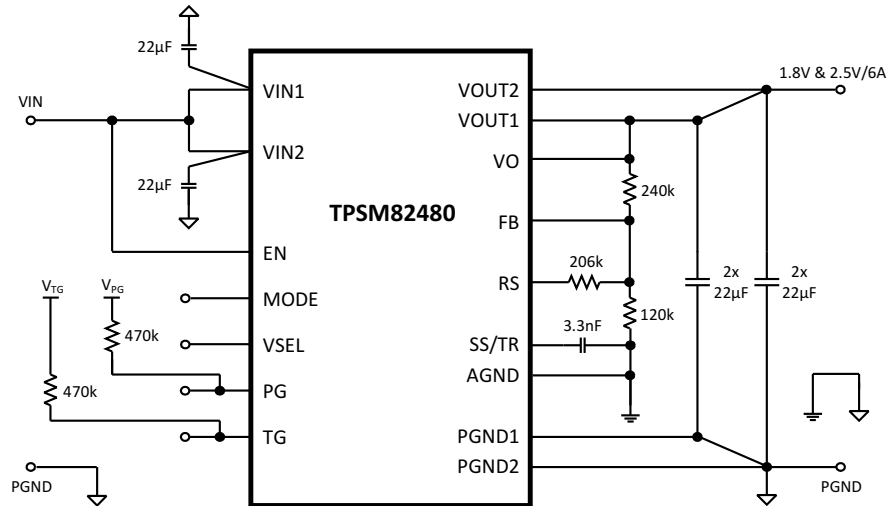 22µF
VIN
22µF
V_TG
V_PG
470k
470k
PGND
VIN1
VIN2
EN
MODE
VSEL
PG
TG
TPSM82480
VOUT2
VOUT1
VO
FB
RS
SS/TR
AGND
PGND1
PGND2
1.8V & 2.5V/6A
240k
206k
120k
3.3nF
2x
22µF
2x
22µF
PGND